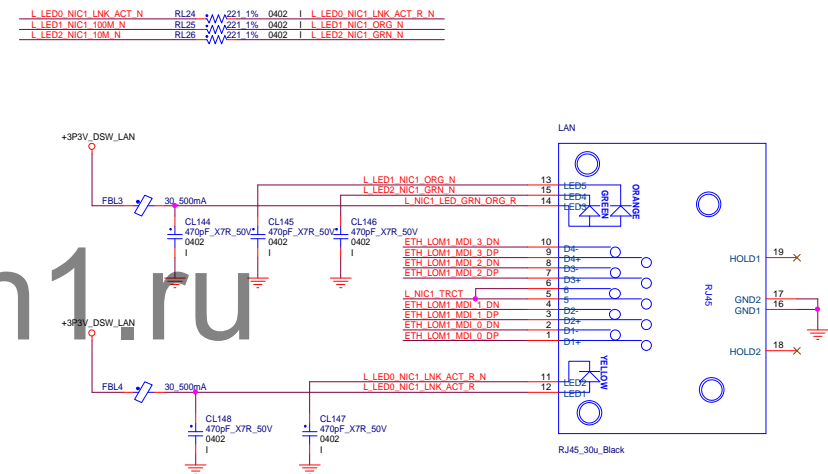 L_LED0_NIC1_LNK_ACT_N RL24 221_1% 0402 I L_LED0_NIC1_LNK_ACT_R_N
L_LED1_NIC1_100M_N RL25 221_1% 0402 I L_LED1_NIC1_ORG_N
L_LED2_NIC1_10M_N RL26 221_1% 0402 I L_LED2_NIC1_GRN_N
LAN
+3P3V_DSW_LAN
L_LED1_NIC1_ORG_N 13 LED5
L_LED2_NIC1_GRN_N 15 LED4
FBL3 30_500mA L_NIC1_LED_GRN_ORG_R 14 LED3
GREEN
ORANGE
CL144
470pF_X7R_50V
0402
I
CL145
470pF_X7R_50V
0402
I
CL146
470pF_X7R_50V
0402
I
ETH_LOM1_MDI_3_DN 10 D4-
ETH_LOM1_MDI_3_DP 9 D4+
ETH_LOM1_MDI_2_DN 8 D3-
ETH_LOM1_MDI_2_DP 7 D3+
6 6
L_NIC1_TRCT 5 5
ETH_LOM1_MDI_1_DN 4 D2-
ETH_LOM1_MDI_1_DP 3 D2+
ETH_LOM1_MDI_0_DN 2 D1-
ETH_LOM1_MDI_0_DP 1 D1+
HOLD1 19
RJ45
GND2 17
GND1 16
HOLD2 18
n1.ru
+3P3V_DSW_LAN
YELLOW
L_LED0_NIC1_LNK_ACT_R_N 11 LED2
FBL4 30_500mA L_LED0_NIC1_LNK_ACT_R 12 LED1
CL148
470pF_X7R_50V
0402
I
CL147
470pF_X7R_50V
0402
I
RJ45_30u_Black